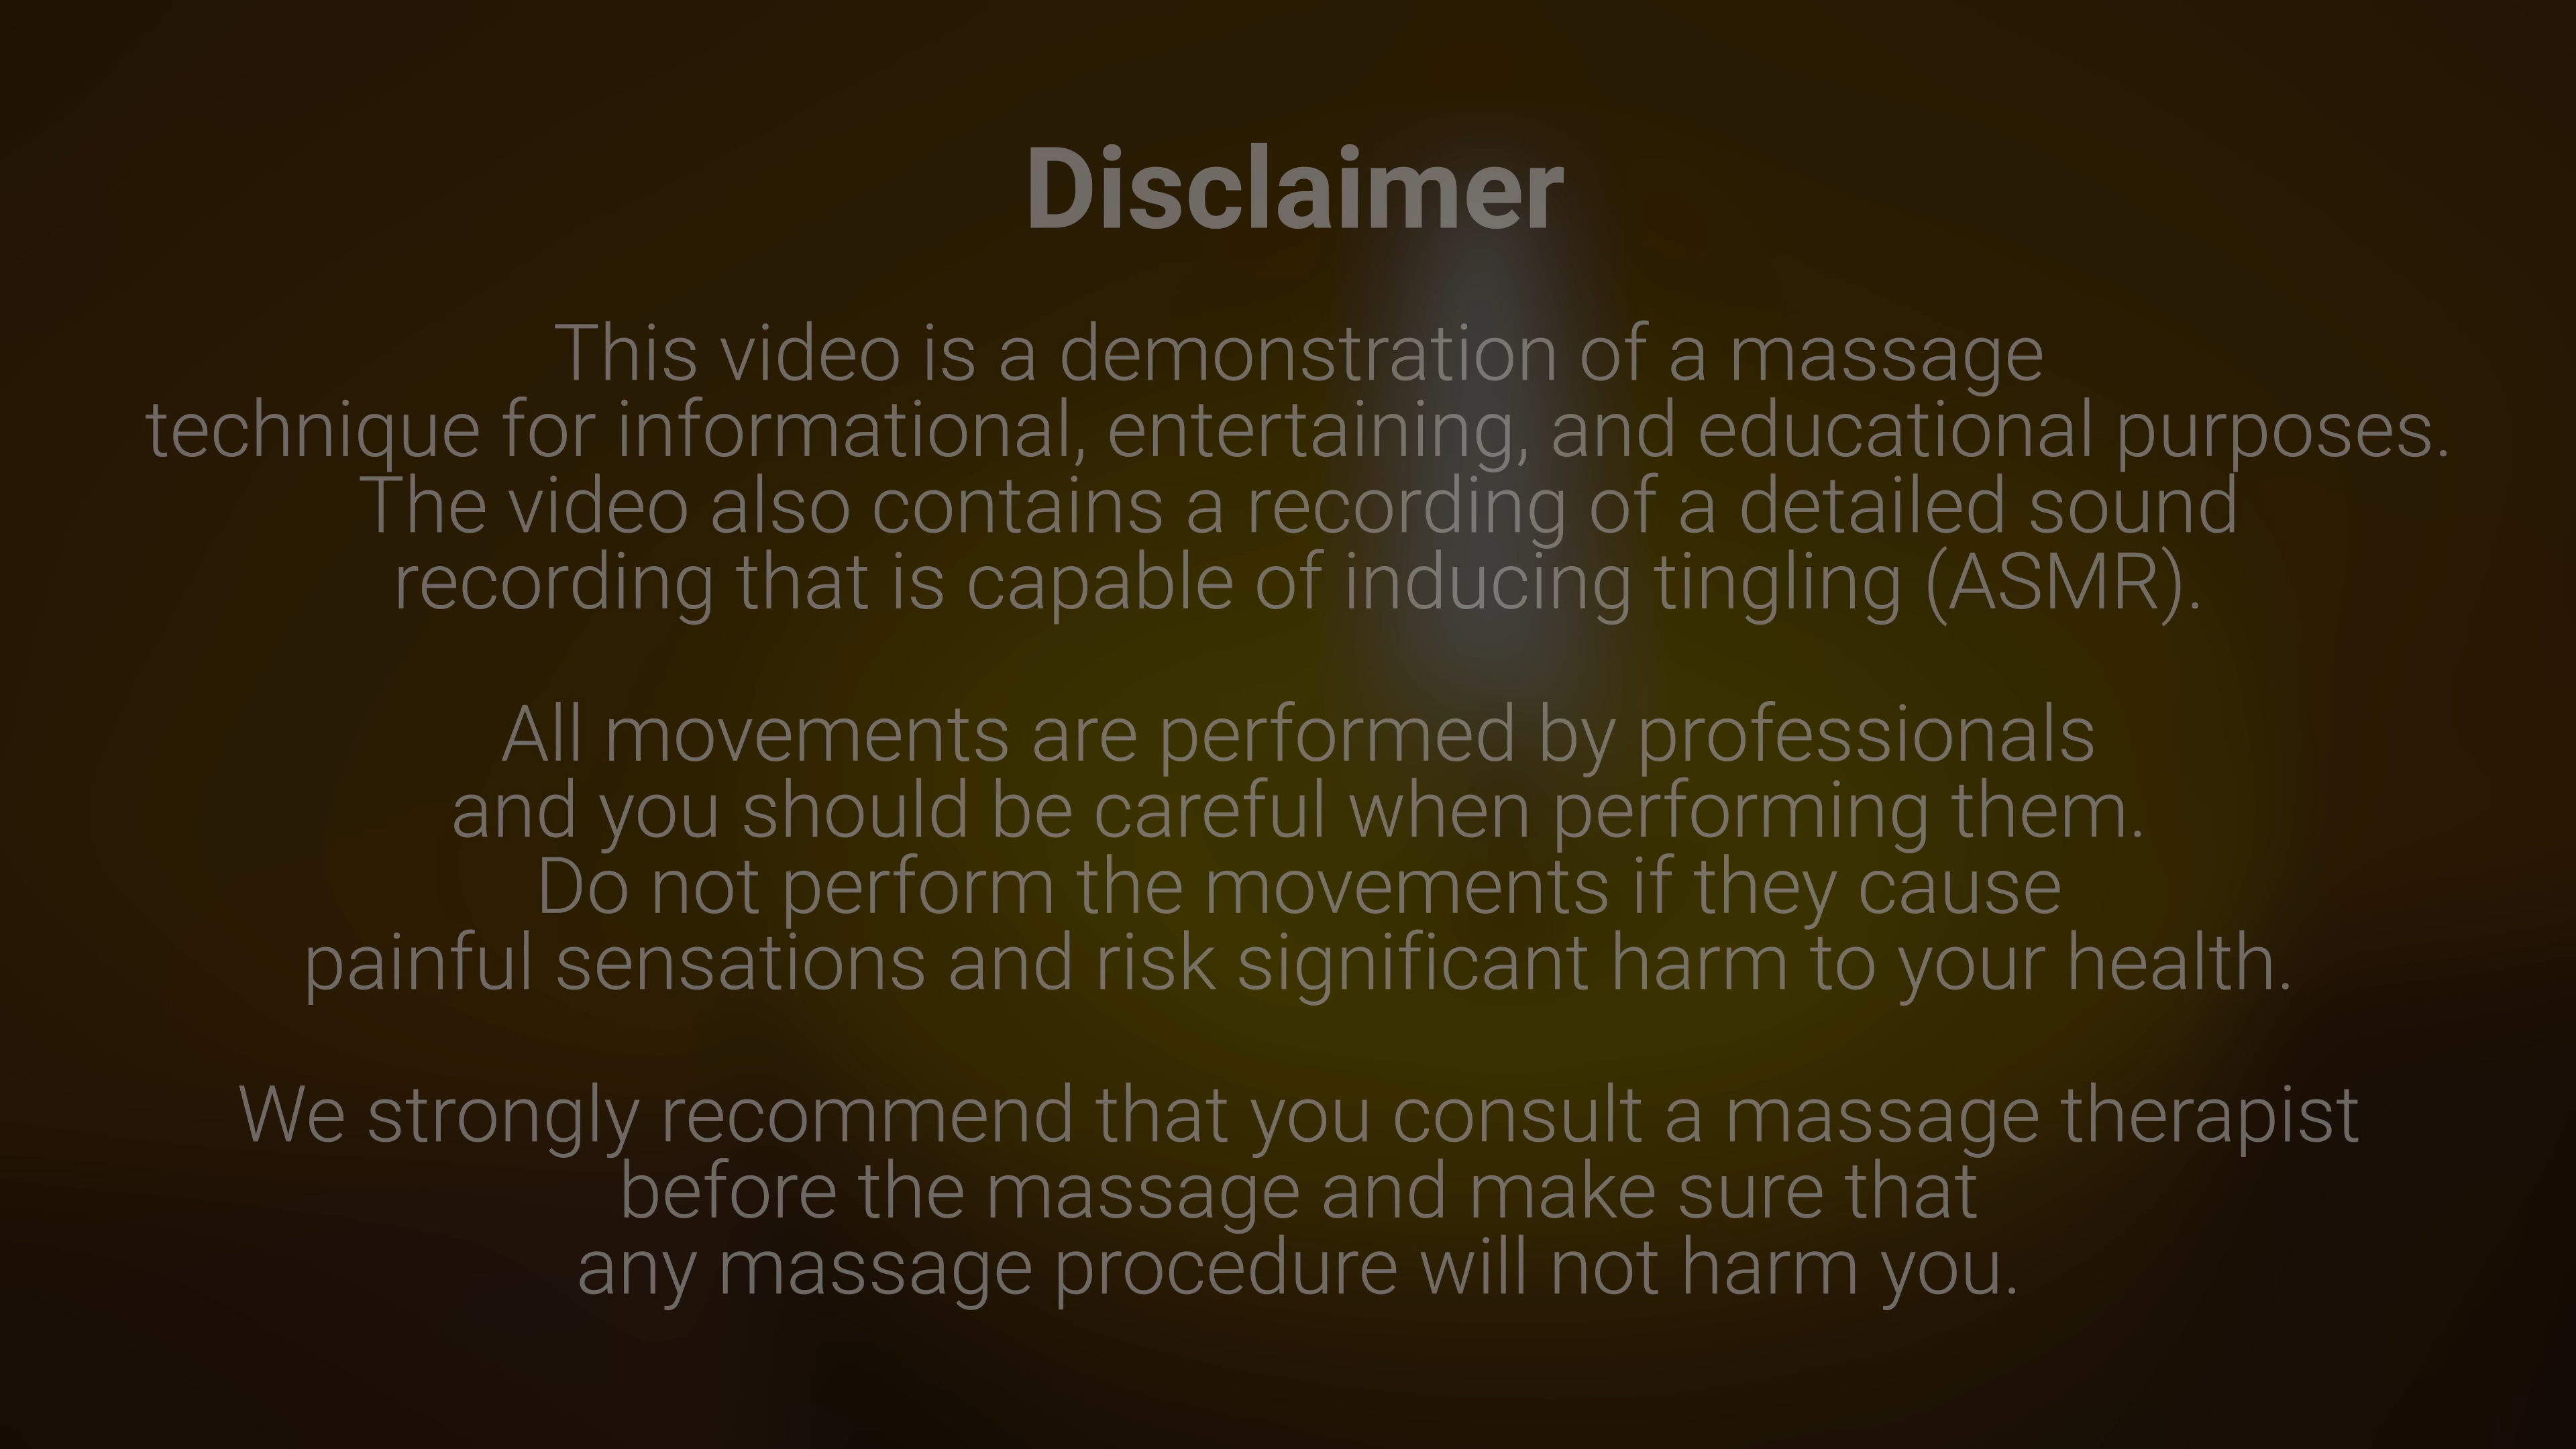 Disclaimer
This video is a demonstration of a massage
technique for informational, entertaining, and educational purposes.
The video also contains a recording of a detailed sound
recording that is capable of inducing tingling (ASMR).
All movements are performed by professionals
and you should be careful when performing them.
Do not perform the movements if they cause
painful sensations and risk significant harm to your health.
We strongly recommend that you consult a massage therapist
before the massage and make sure that
any massage procedure will not harm you.